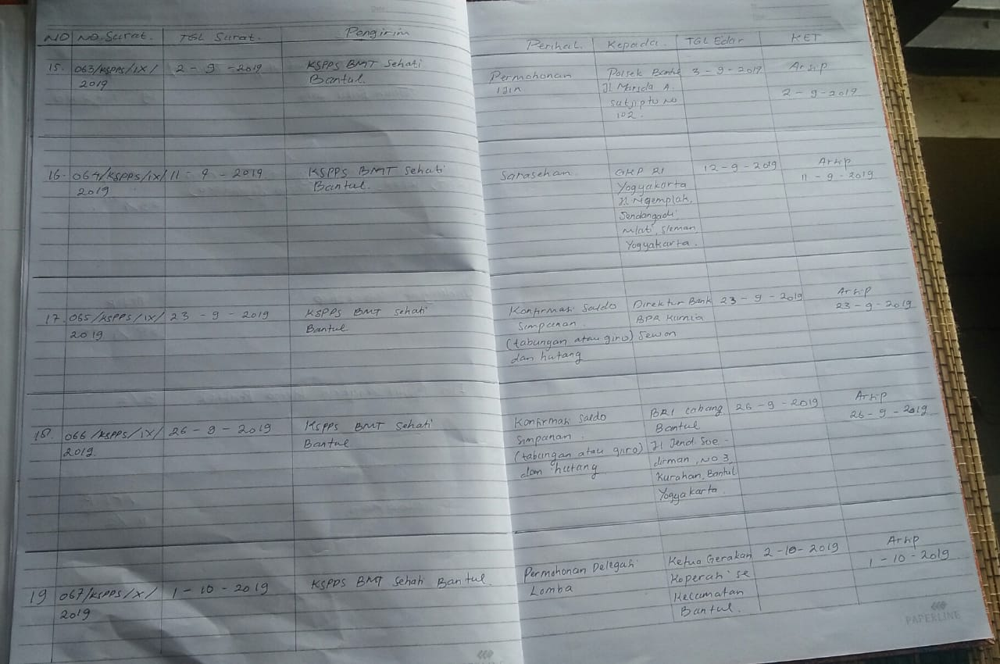 NO NO. Surat. TGL Surat. Pengirim Perihal. Kepada. TGL Edar KET
15. 063/KSPPS/IX/ 2 - 9 - 2019 KSPPS BMT Sehati Permohonan Polsek Bantul 3 - 9 - 2019 Arsip
2019 Bantul. Ijin Jl Marsda A. 2 - 9 - 2019
Sutjipto No
102.
16. 064/KSPPS/IX/ 11 - 9 - 2019 KSPPS BMT Sehati Sarasehan GKP RI 12 - 9 - 2019 Arsip
2019 Bantul. Yogyakarta 11 - 9 - 2019
Jl Ngemplak,
Sendangadi
Mlati, Sleman,
Yogyakarta.
17. 065/KSPPS/IX/ 23 - 9 - 2019 KSPPS BMT Sehati Konfirmasi Saldo Direktur Bank 23 - 9 - 2019 Arsip
2019 Bantul Simpanan BPR Kurnia 23 - 9 - 2019
(tabungan atau giro) Sewon
dan hutang
18. 066/KSPPS/IX/ 26 - 9 - 2019 KSPPS BMT Sehati Konfirmasi Saldo BRI Cabang 26 - 9 - 2019 Arsip
2019. Bantul Simpanan. Bantul 26 - 9 - 2019
(tabungan atau giro) Jl Jend. Soe -
dan hutang dirman, NO 3,
Kurahan, Bantul
Yogyakarta.
19 067/KSPPS/X/ 1 - 10 - 2019 KSPPS BMT Sehati Bantul. Permohonan Delegasi Ketua Gerakan 2 - 10 - 2019 Arsip
2019 Lomba Koperasi se 1 - 10 - 2019
Kecamatan
Bantul.
PAPERLINE